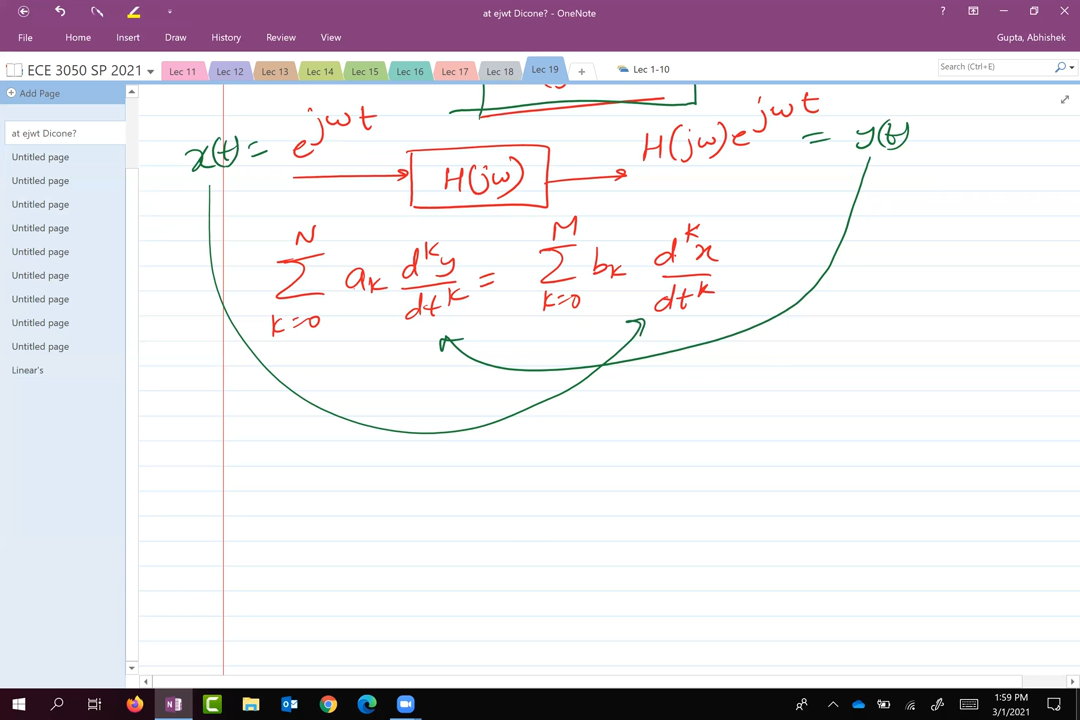 at ejwt Dicone? - OneNote
?
File Home Insert Draw History Review View
Gupta, Abhishek
ECE 3050 SP 2021
Lec 11 Lec 12 Lec 13 Lec 14 Lec 15 Lec 16 Lec 17 Lec 18 Lec 19 + Lec 1-10
Search (Ctrl+E)
Add Page
at ejwt Dicone?
Untitled page
Untitled page
Untitled page
Untitled page
Untitled page
Untitled page
Untitled page
Untitled page
Untitled page
Linear's
x(t) = e^{jωt} → H(jω) → H(jω)e^{jωt} = y(t)
∑_{k=0}^{N} a_k d^k y/dt^k = ∑_{k=0}^{M} b_k d^k x/dt^k
1:59 PM
3/1/2021